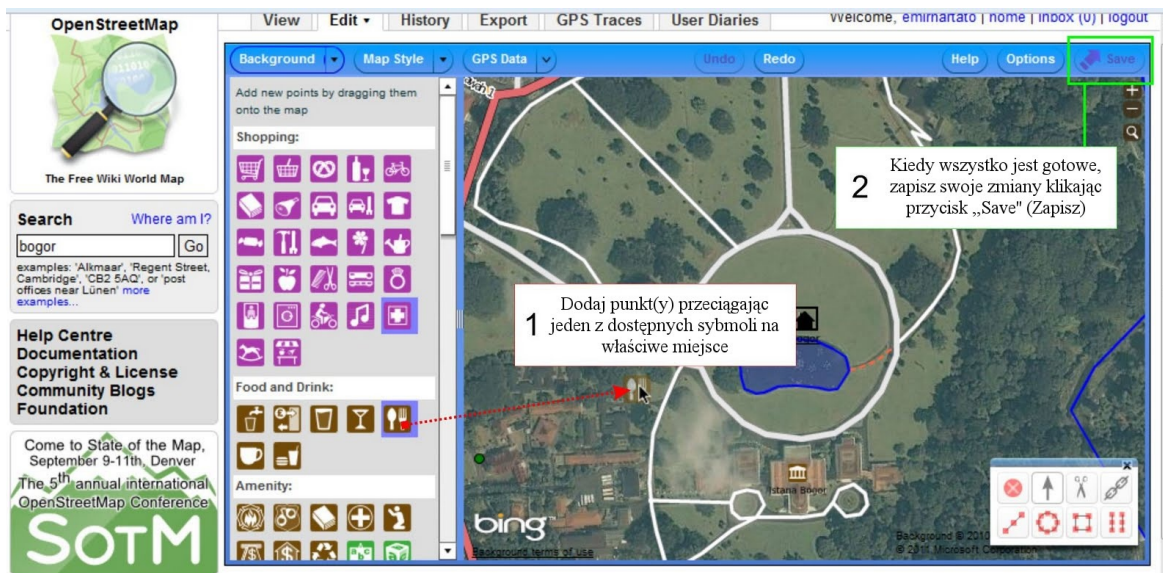 OpenStreetMap
The Free Wiki World Map
Search Where am I?
bogor Go
examples: 'Alkmaar', 'Regent Street,
Cambridge', 'CB2 5AQ', or 'post
offices near Lünen' more
examples...
Help Centre
Documentation
Copyright & License
Community Blogs
Foundation
Come to State of the Map,
September 9-11th, Denver
The 5th annual international
OpenStreetMap Conference
SOTM
View Edit History Export GPS Traces User Diaries
Welcome, emirhartato | home | inbox (0) | logout
Background Map Style GPS Data Undo Redo Help Options Save
Add new points by dragging them
onto the map
Shopping:
Food and Drink:
Amenity:
1
Dodaj punkt(y) przeciągając
jeden z dostępnych sybmoli na
właściwe miejsce
2
Kiedy wszystko jest gotowe,
zapisz swoje zmiany klikając
przycisk „Save" (Zapisz)
Istana Bogor
bing
Background terms of use
Background © 2010
© 2011 Microsoft Corporation